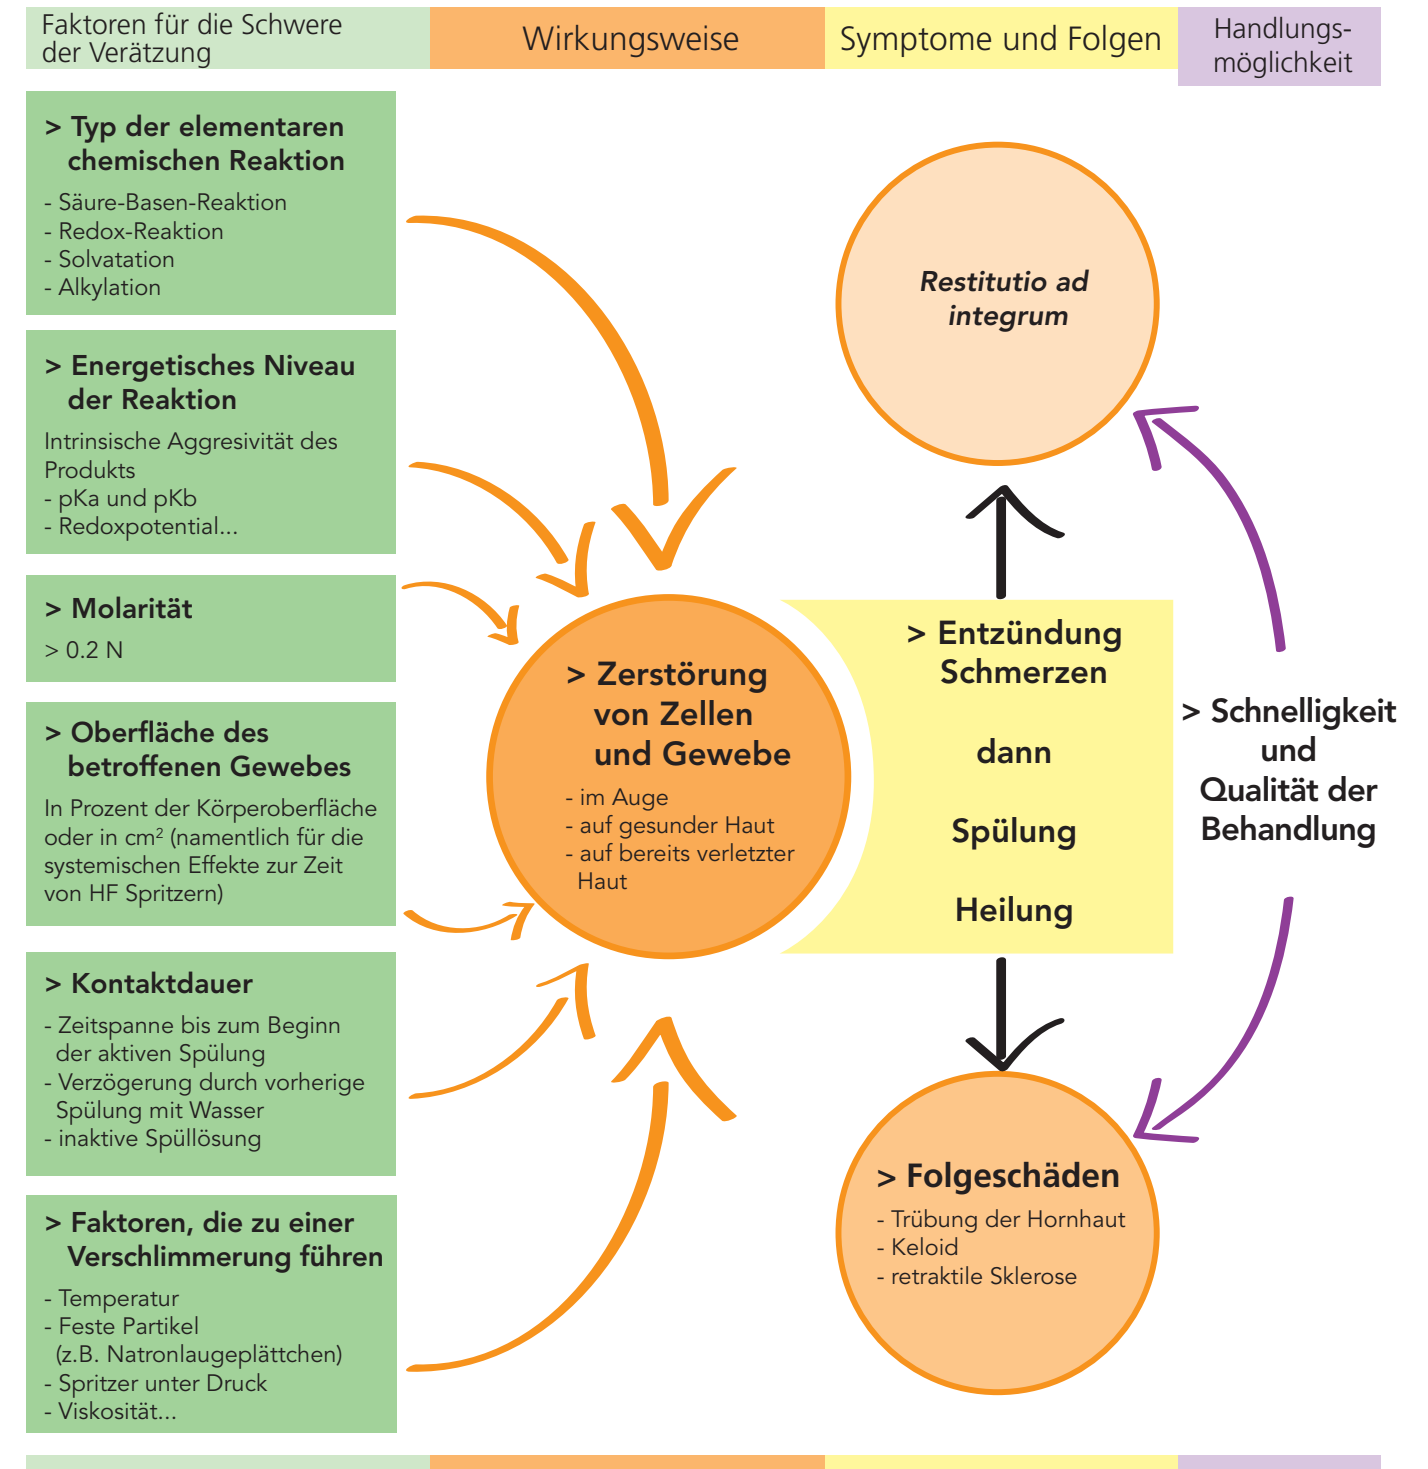 Faktoren für die Schwere
der Verätzung
Wirkungsweise
Symptome und Folgen
Handlungs-
möglichkeit
> Typ der elementaren
chemischen Reaktion
- Säure-Basen-Reaktion
- Redox-Reaktion
- Solvatation
- Alkylation
> Energetisches Niveau
der Reaktion
Intrinsische Aggresivität des
Produkts
- pKa und pKb
- Redoxpotential...
> Molarität
> 0.2 N
> Oberfläche des
betroffenen Gewebes
In Prozent der Körperoberfläche
oder in cm² (namentlich für die
systemischen Effekte zur Zeit
von HF Spritzern)
> Kontaktdauer
- Zeitspanne bis zum Beginn
der aktiven Spülung
- Verzögerung durch vorherige
Spülung mit Wasser
- inaktive Spüllösung
> Faktoren, die zu einer
Verschlimmerung führen
- Temperatur
- Feste Partikel
(z.B. Natronlaugeplättchen)
- Spritzer unter Druck
- Viskosität...
> Zerstörung
von Zellen
und Gewebe
- im Auge
- auf gesunder Haut
- auf bereits verletzter
Haut
Restitutio ad
integrum
> Entzündung
Schmerzen
dann
Spülung
Heilung
> Folgeschäden
- Trübung der Hornhaut
- Keloid
- retraktile Sklerose
> Schnelligkeit
und
Qualität der
Behandlung